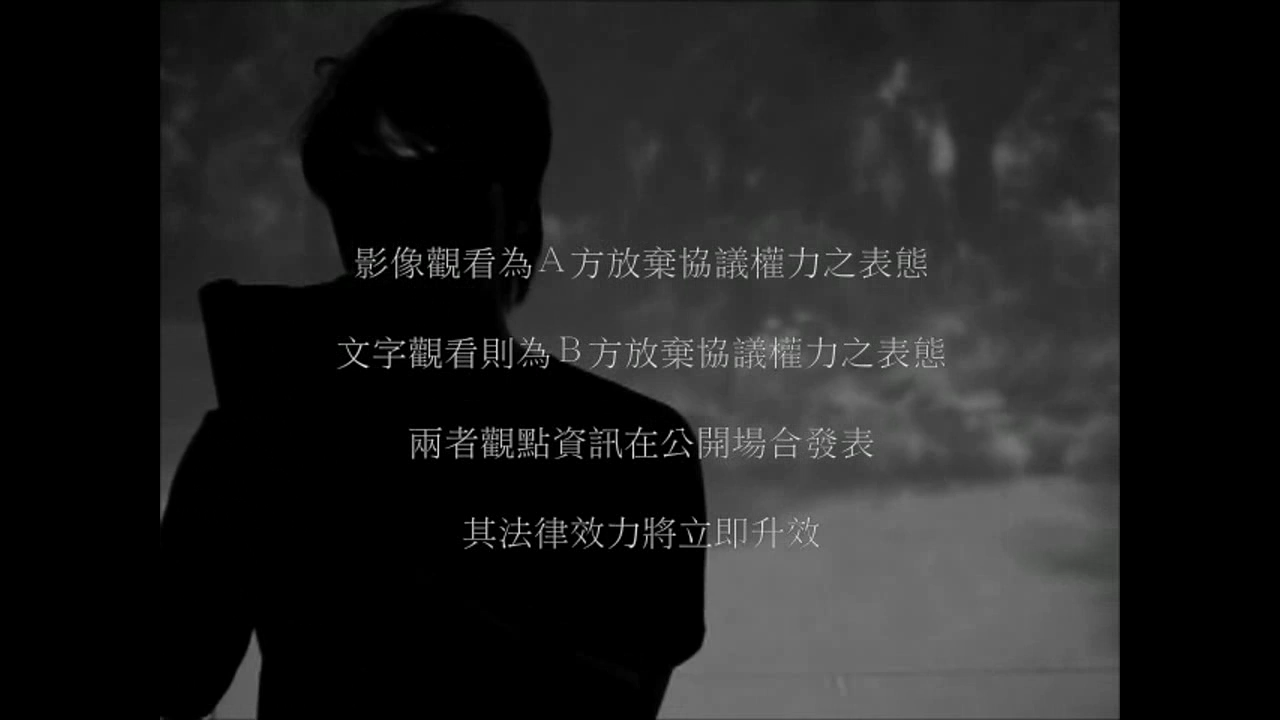 影像觀看為Ａ方放棄協議權力之表態
文字觀看則為Ｂ方放棄協議權力之表態
兩者觀點資訊在公開場合發表
其法律效力將立即升效